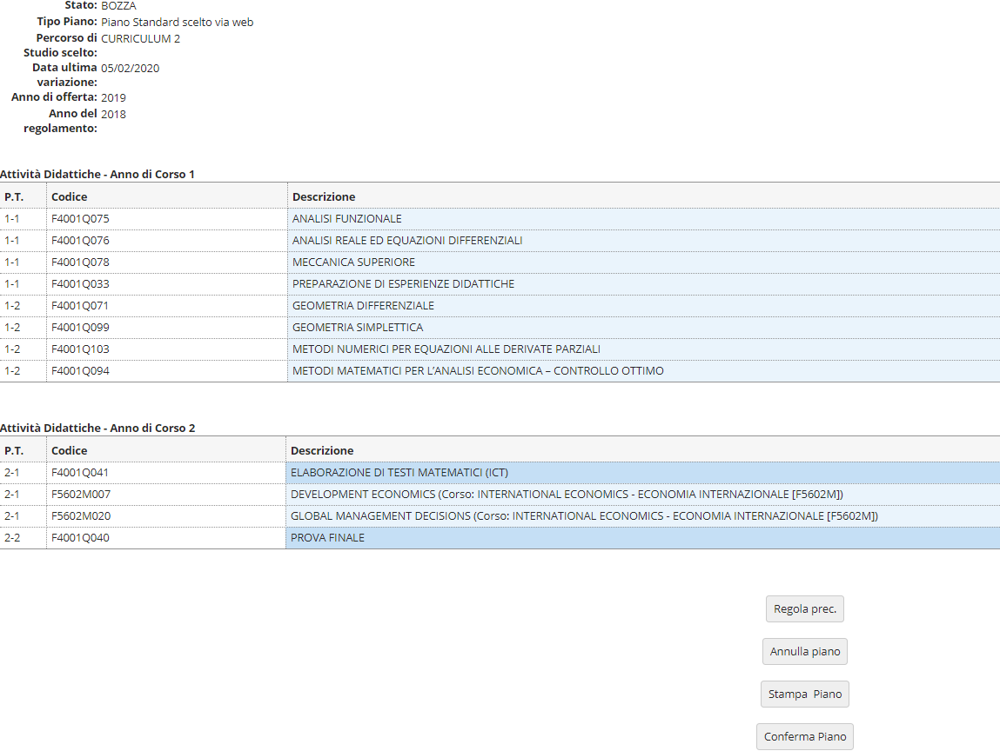 Stato: BOZZA
Tipo Piano: Piano Standard scelto via web
Percorso di Studio scelto: CURRICULUM 2
Data ultima variazione: 05/02/2020
Anno di offerta: 2019
Anno del regolamento: 2018
Attività Didattiche - Anno di Corso 1
P.T. Codice Descrizione
1-1 F4001Q075 ANALISI FUNZIONALE
1-1 F4001Q076 ANALISI REALE ED EQUAZIONI DIFFERENZIALI
1-1 F4001Q078 MECCANICA SUPERIORE
1-1 F4001Q033 PREPARAZIONE DI ESPERIENZE DIDATTICHE
1-2 F4001Q071 GEOMETRIA DIFFERENZIALE
1-2 F4001Q099 GEOMETRIA SIMPLETTICA
1-2 F4001Q103 METODI NUMERICI PER EQUAZIONI ALLE DERIVATE PARZIALI
1-2 F4001Q094 METODI MATEMATICI PER L’ANALISI ECONOMICA – CONTROLLO OTTIMO
Attività Didattiche - Anno di Corso 2
P.T. Codice Descrizione
2-1 F4001Q041 ELABORAZIONE DI TESTI MATEMATICI (ICT)
2-1 F5602M007 DEVELOPMENT ECONOMICS (Corso: INTERNATIONAL ECONOMICS - ECONOMIA INTERNAZIONALE [F5602M])
2-1 F5602M020 GLOBAL MANAGEMENT DECISIONS (Corso: INTERNATIONAL ECONOMICS - ECONOMIA INTERNAZIONALE [F5602M])
2-2 F4001Q040 PROVA FINALE
Regola prec.
Annulla piano
Stampa Piano
Conferma Piano